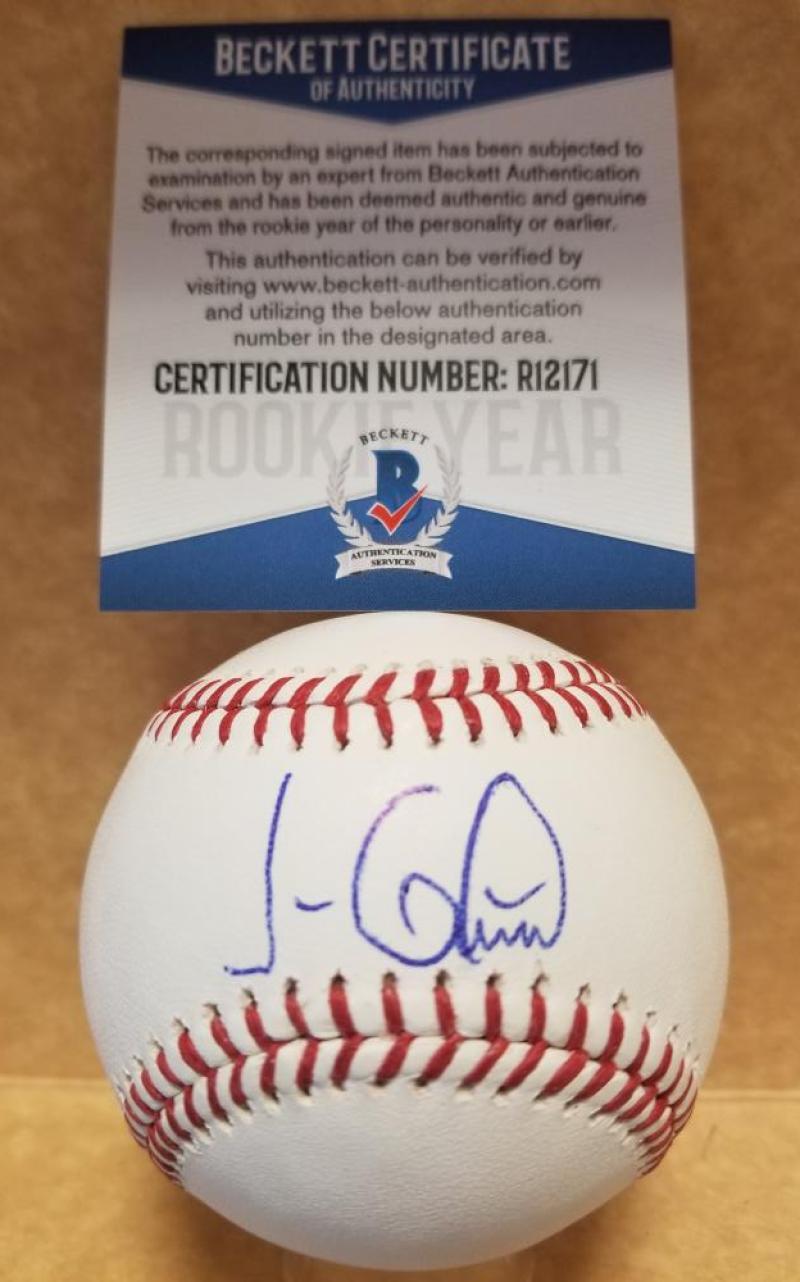 BECKETT CERTIFICATE
OF AUTHENTICITY
The corresponding signed item has been subjected to
examination by an expert from Beckett Authentication
Services and has been deemed authentic and genuine
from the rookie year of the personality or earlier.
This authentication can be verified by
visiting www.beckett-authentication.com
and utilizing the below authentication
number in the designated area.
CERTIFICATION NUMBER: R12171
ROOKIE YEAR
BECKETT
B
AUTHENTICATION
SERVICES